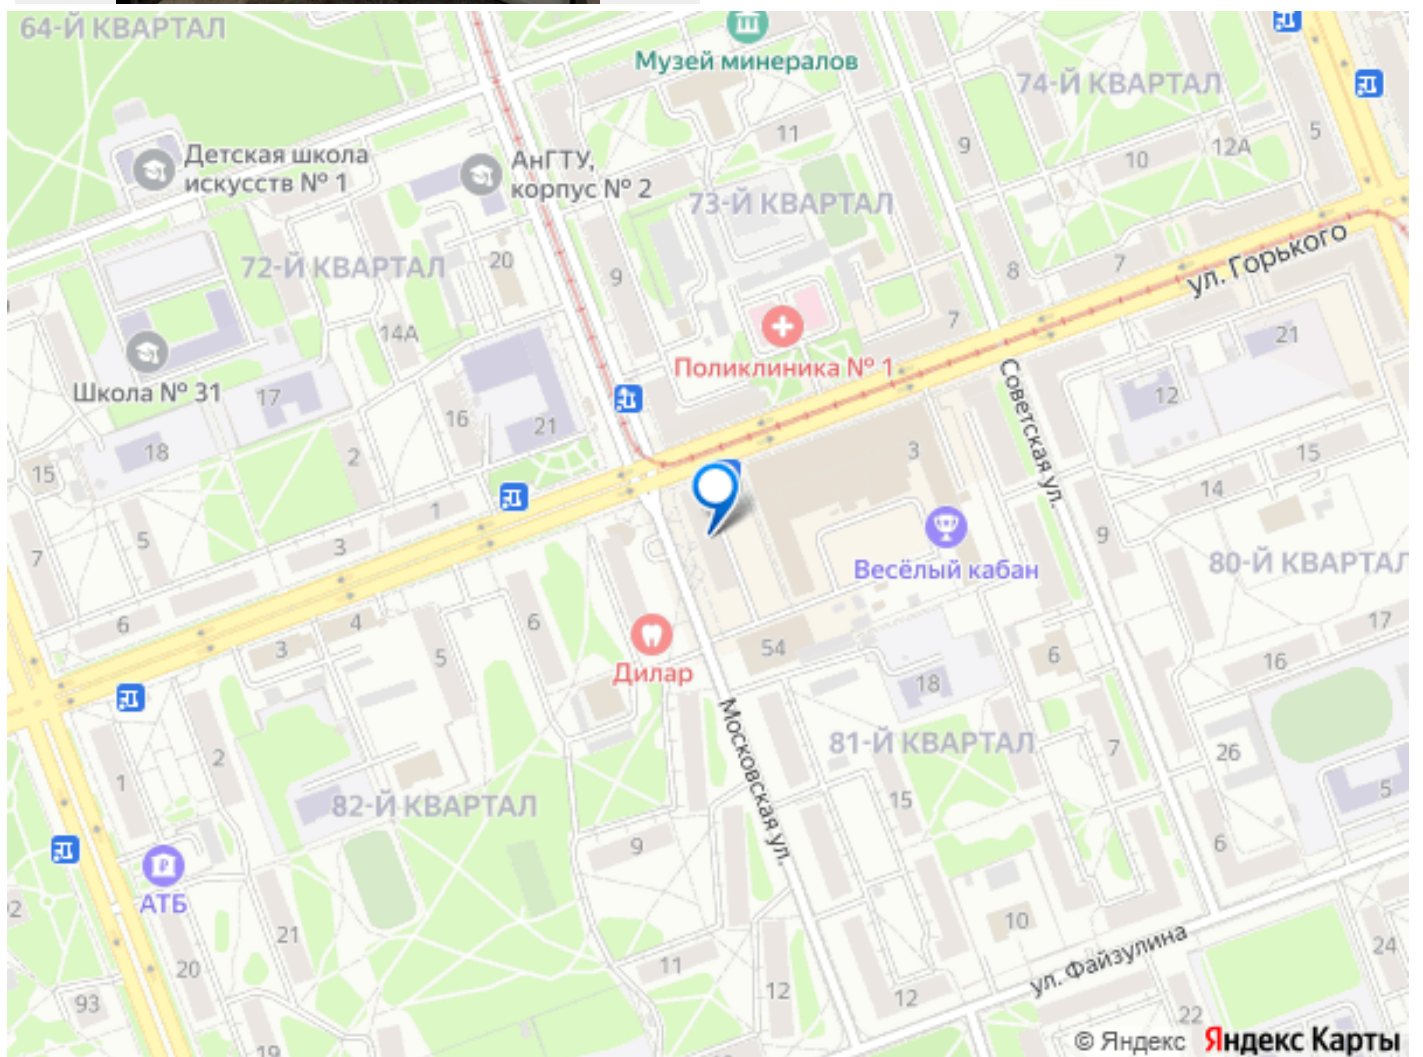 64-Й КВАРТАЛ
Музей минералов
74-Й КВАРТАЛ
11
9
10
12А
5
Детская школа
искусств № 1
АнГТУ,
корпус № 2
73-Й КВАРТАЛ
72-Й КВАРТАЛ
20
9
8
7
ул. Горького
14А
Поликлиника № 1
7
21
Школа № 31
17
16
21
Советская ул.
12
18
2
15
3
15
14
1
5
3
7
9
Весёлый кабан
80-Й КВАРТАЛ
6
4
3
5
6
Дилар
54
6
17
16
18
Московская ул.
81-Й КВАРТАЛ
7
26
2
1
82-Й КВАРТАЛ
15
5
9
6
АТБ
10
21
ул. Файзулина
24
20
11
12
12
93
22
19
© Яндекс Яндекс Карты